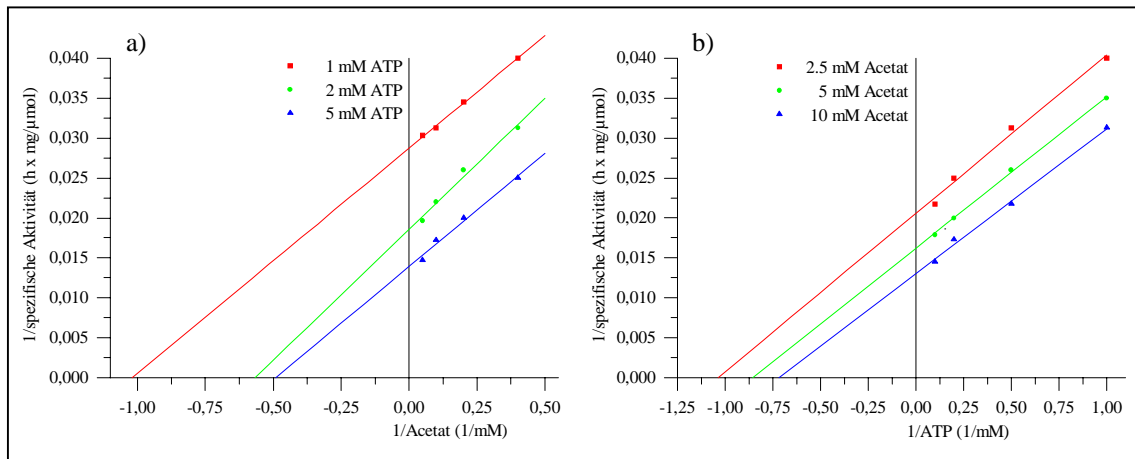 a)
1 mM ATP
2 mM ATP
5 mM ATP
1/spezifische Aktivität (h x mg/µmol)
0,040
0,035
0,030
0,025
0,020
0,015
0,010
0,005
0,000
-1,00 -0,75 -0,50 -0,25 0,00 0,25 0,50
1/Acetat (1/mM)
b)
2.5 mM Acetat
5 mM Acetat
10 mM Acetat
1/spezifische Aktivität (h x mg/µmol)
0,040
0,035
0,030
0,025
0,020
0,015
0,010
0,005
0,000
-1,25 -1,00 -0,75 -0,50 -0,25 0,00 0,25 0,50 0,75 1,00
1/ATP (1/mM)